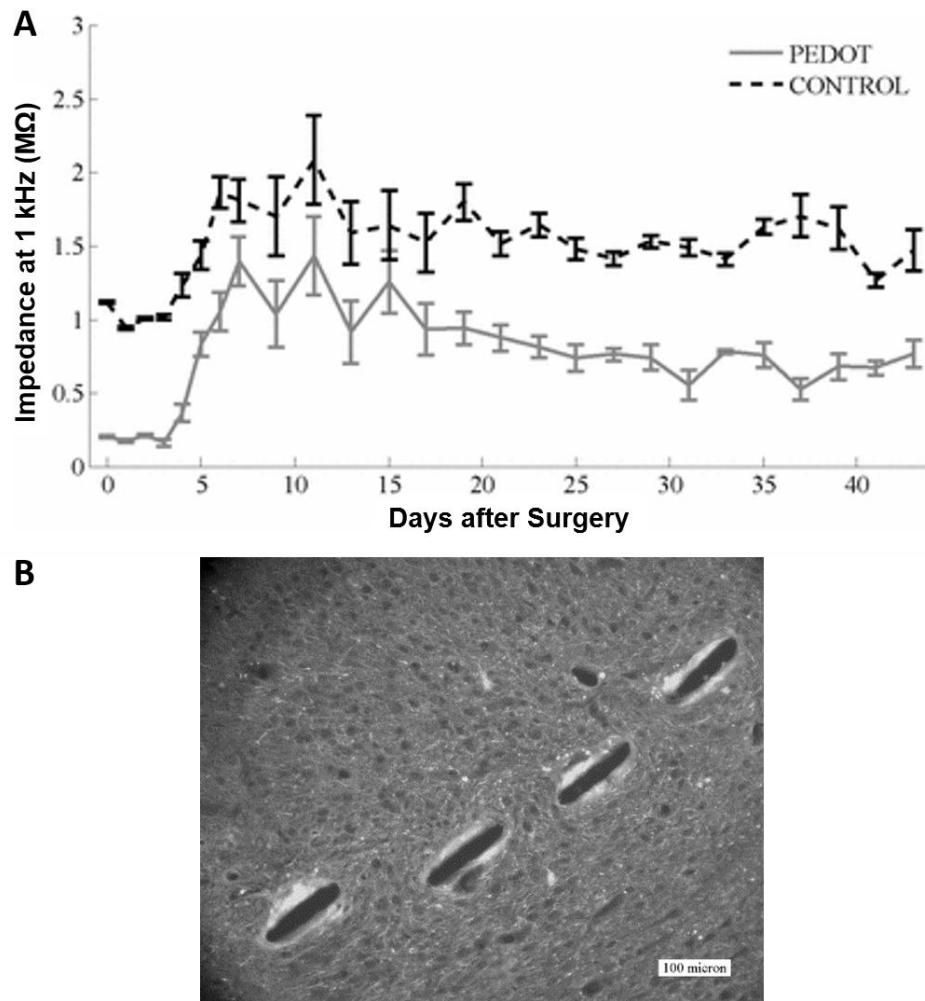 A
Impedance at 1 kHz (MΩ)
3
2.5
2
1.5
1
0.5
0
PEDOT
CONTROL
0 5 10 15 20 25 30 35 40
Days after Surgery
B
100 micron